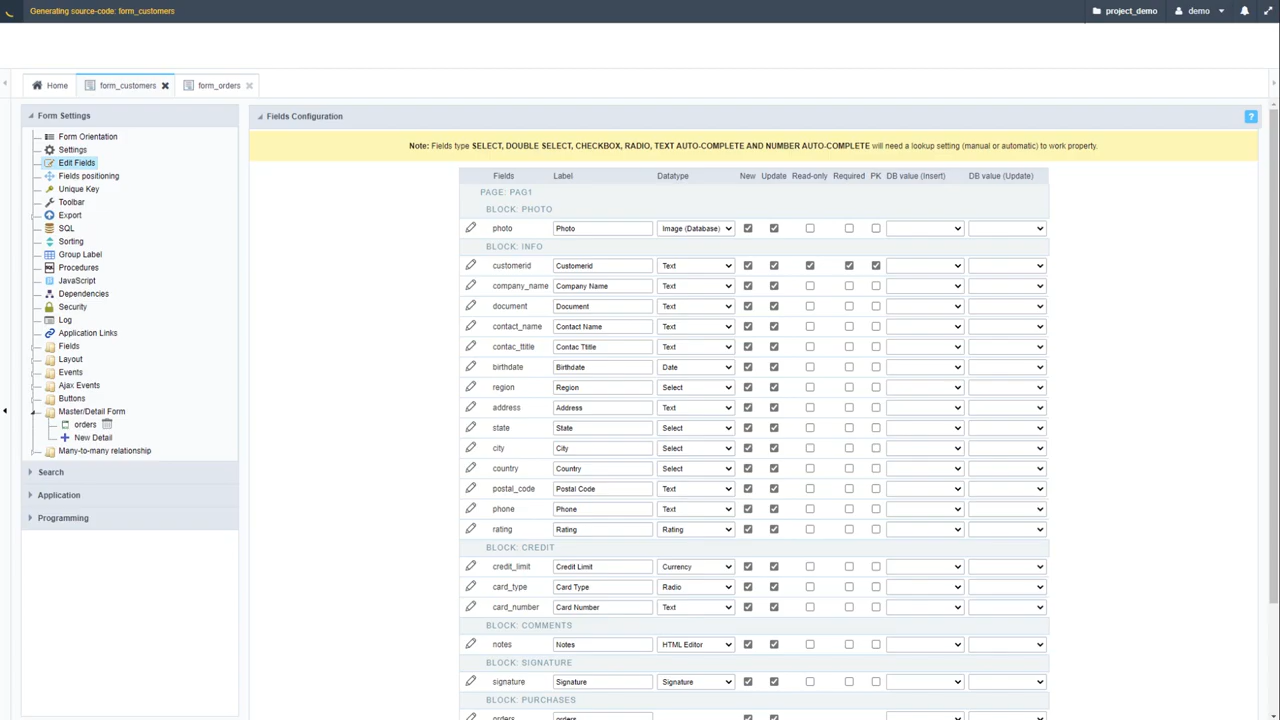 Generating source-code: form_customers
project_demo
demo
Home
form_customers
form_orders
Form Settings
Form Orientation
Settings
Edit Fields
Fields positioning
Unique Key
Toolbar
Export
SQL
Sorting
Group Label
Procedures
JavaScript
Dependencies
Security
Log
Application Links
Fields
Layout
Events
Ajax Events
Buttons
Master/Detail Form
orders
New Detail
Many-to-many relationship
Search
Application
Programming
Fields Configuration
?
Note: Fields type SELECT, DOUBLE SELECT, CHECKBOX, RADIO, TEXT AUTO-COMPLETE AND NUMBER AUTO-COMPLETE will need a lookup setting (manual or automatic) to work property.
Fields Label Datatype New Update Read-only Required PK DB value (Insert) DB value (Update)
PAGE: PAG1
BLOCK: PHOTO
photo Photo Image (Database)
BLOCK: INFO
customerid Customerid Text
company_name Company Name Text
document Document Text
contact_name Contact Name Text
contac_ttitle Contac Ttitle Text
birthdate Birthdate Date
region Region Select
address Address Text
state State Select
city City Select
country Country Select
postal_code Postal Code Text
phone Phone Text
rating Rating Rating
BLOCK: CREDIT
credit_limit Credit Limit Currency
card_type Card Type Radio
card_number Card Number Text
BLOCK: COMMENTS
notes Notes HTML Editor
BLOCK: SIGNATURE
signature Signature Signature
BLOCK: PURCHASES
orders orders